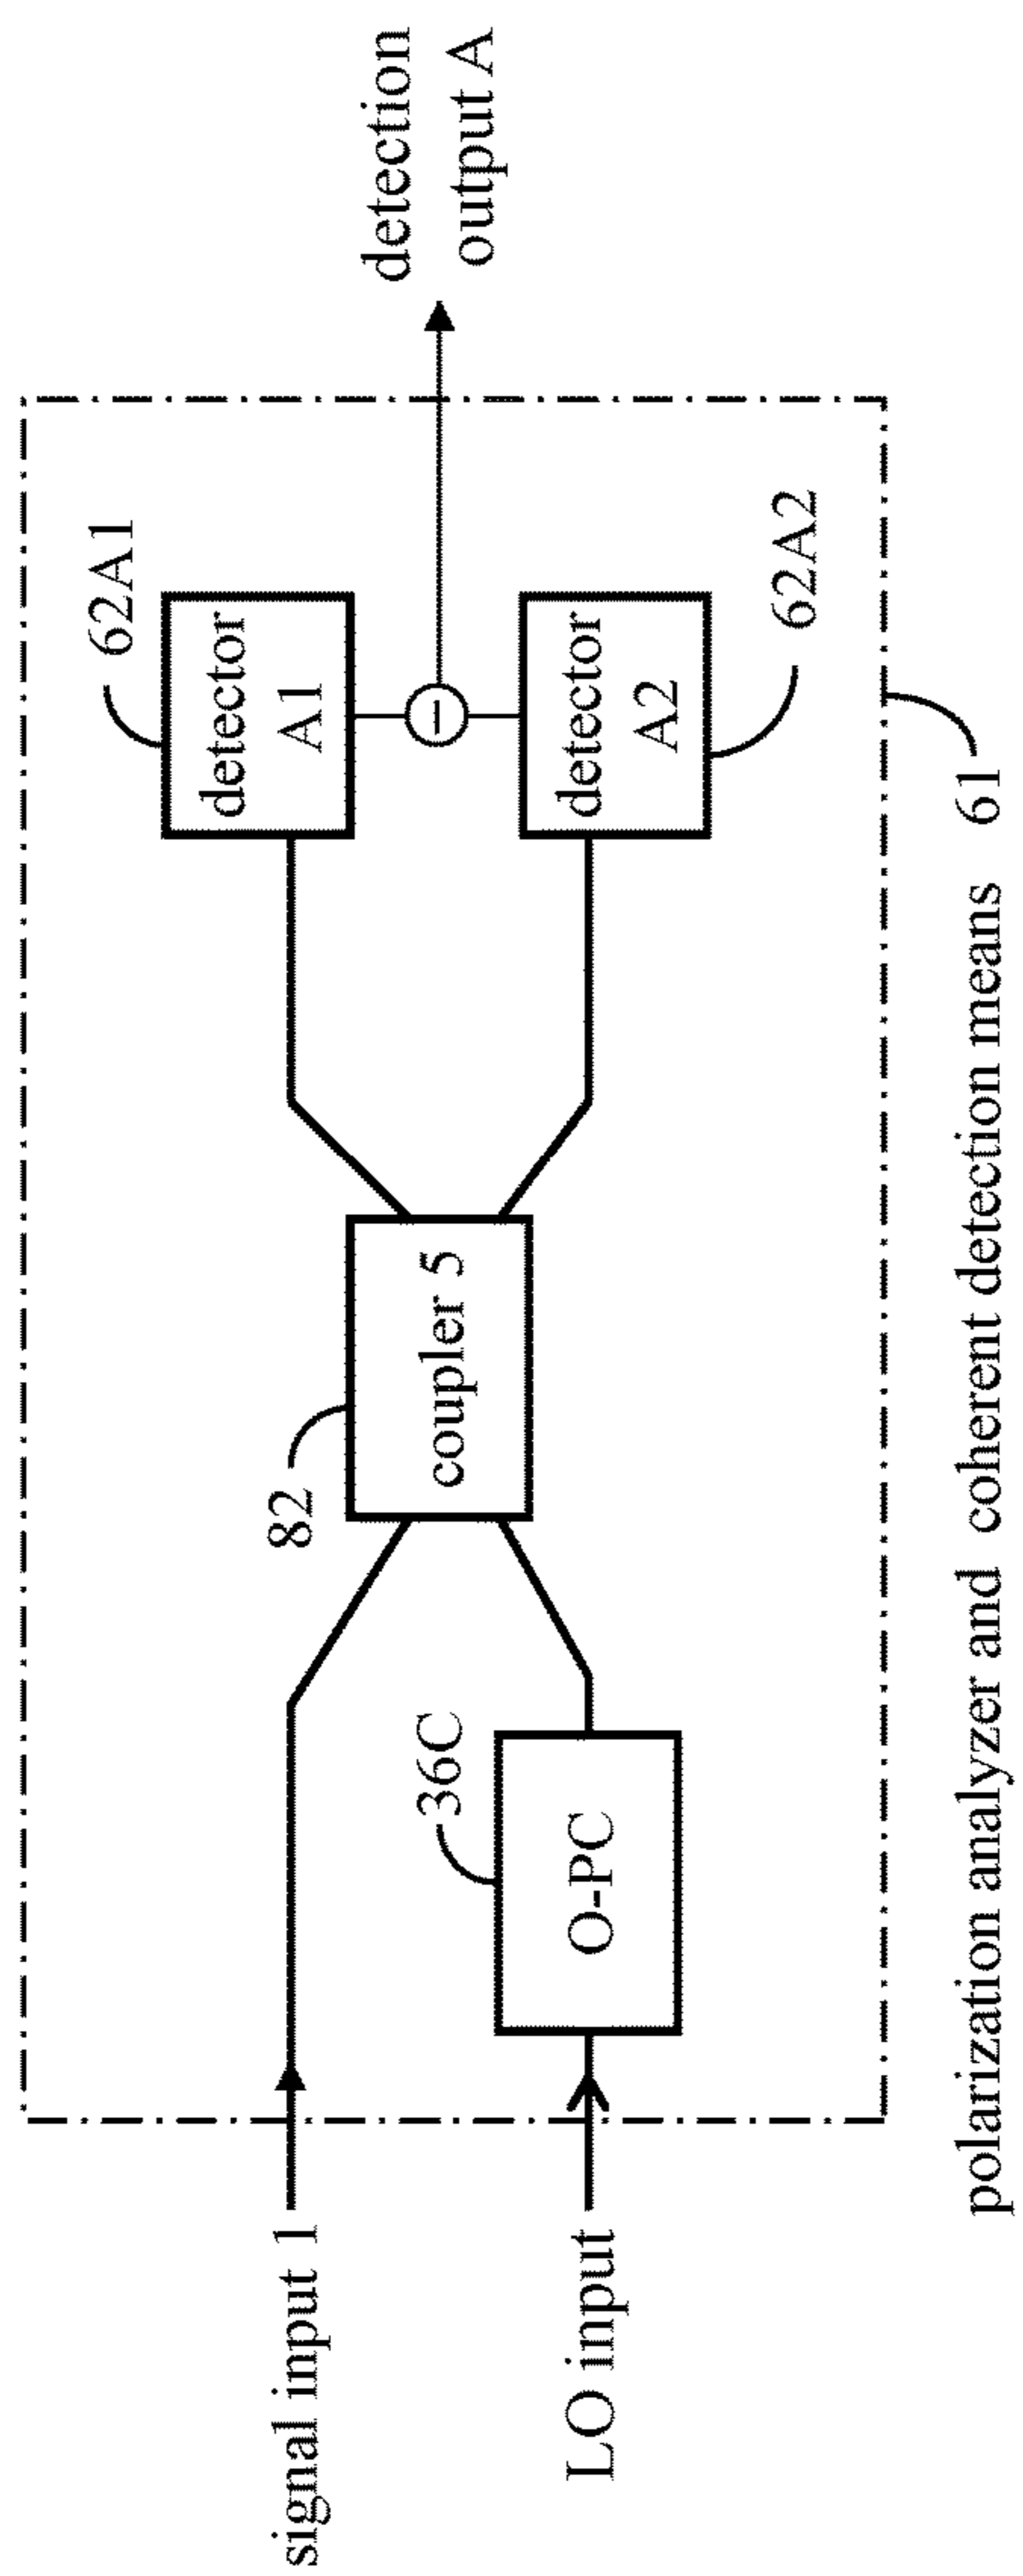 signal input 1
LO input
36C
O-PC
82
coupler 5
62A1
detector
A1
−
detector
A2
62A2
detection
output A
polarization analyzer and coherent detection means 61